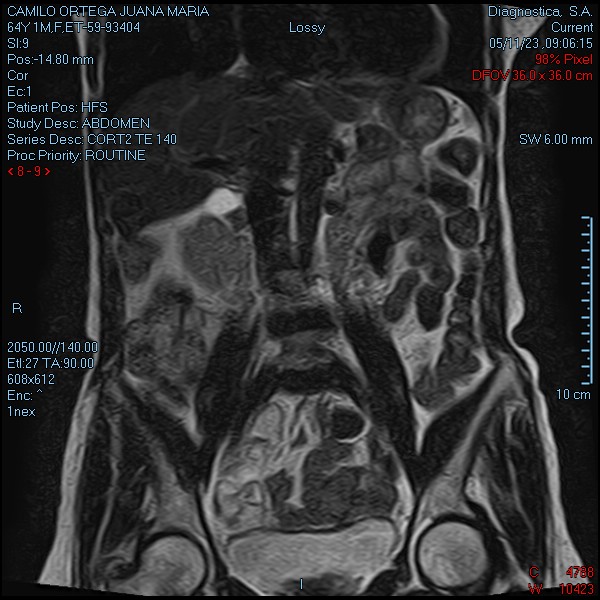 CAMILO ORTEGA JUANA MARIA
64Y 1M,F,ET-59-93404
Sl:9
Pos:-14.80 mm
Cor
Ec:1
Patient Pos: HFS
Study Desc: ABDOMEN
Series Desc: CORT2 TE 140
Proc Priority: ROUTINE
< 8 - 9 >
Lossy
Diagnostica, S.A.
Current
05/11/23 ,09:06:15
98% Pixel
DFOV 36.0 x 36.0 cm
SW 6.00 mm
R
2050.00//140.00
Etl:27 TA:90.00
608x612
Enc: ^
1nex
10 cm
I
C 4788
W 10423